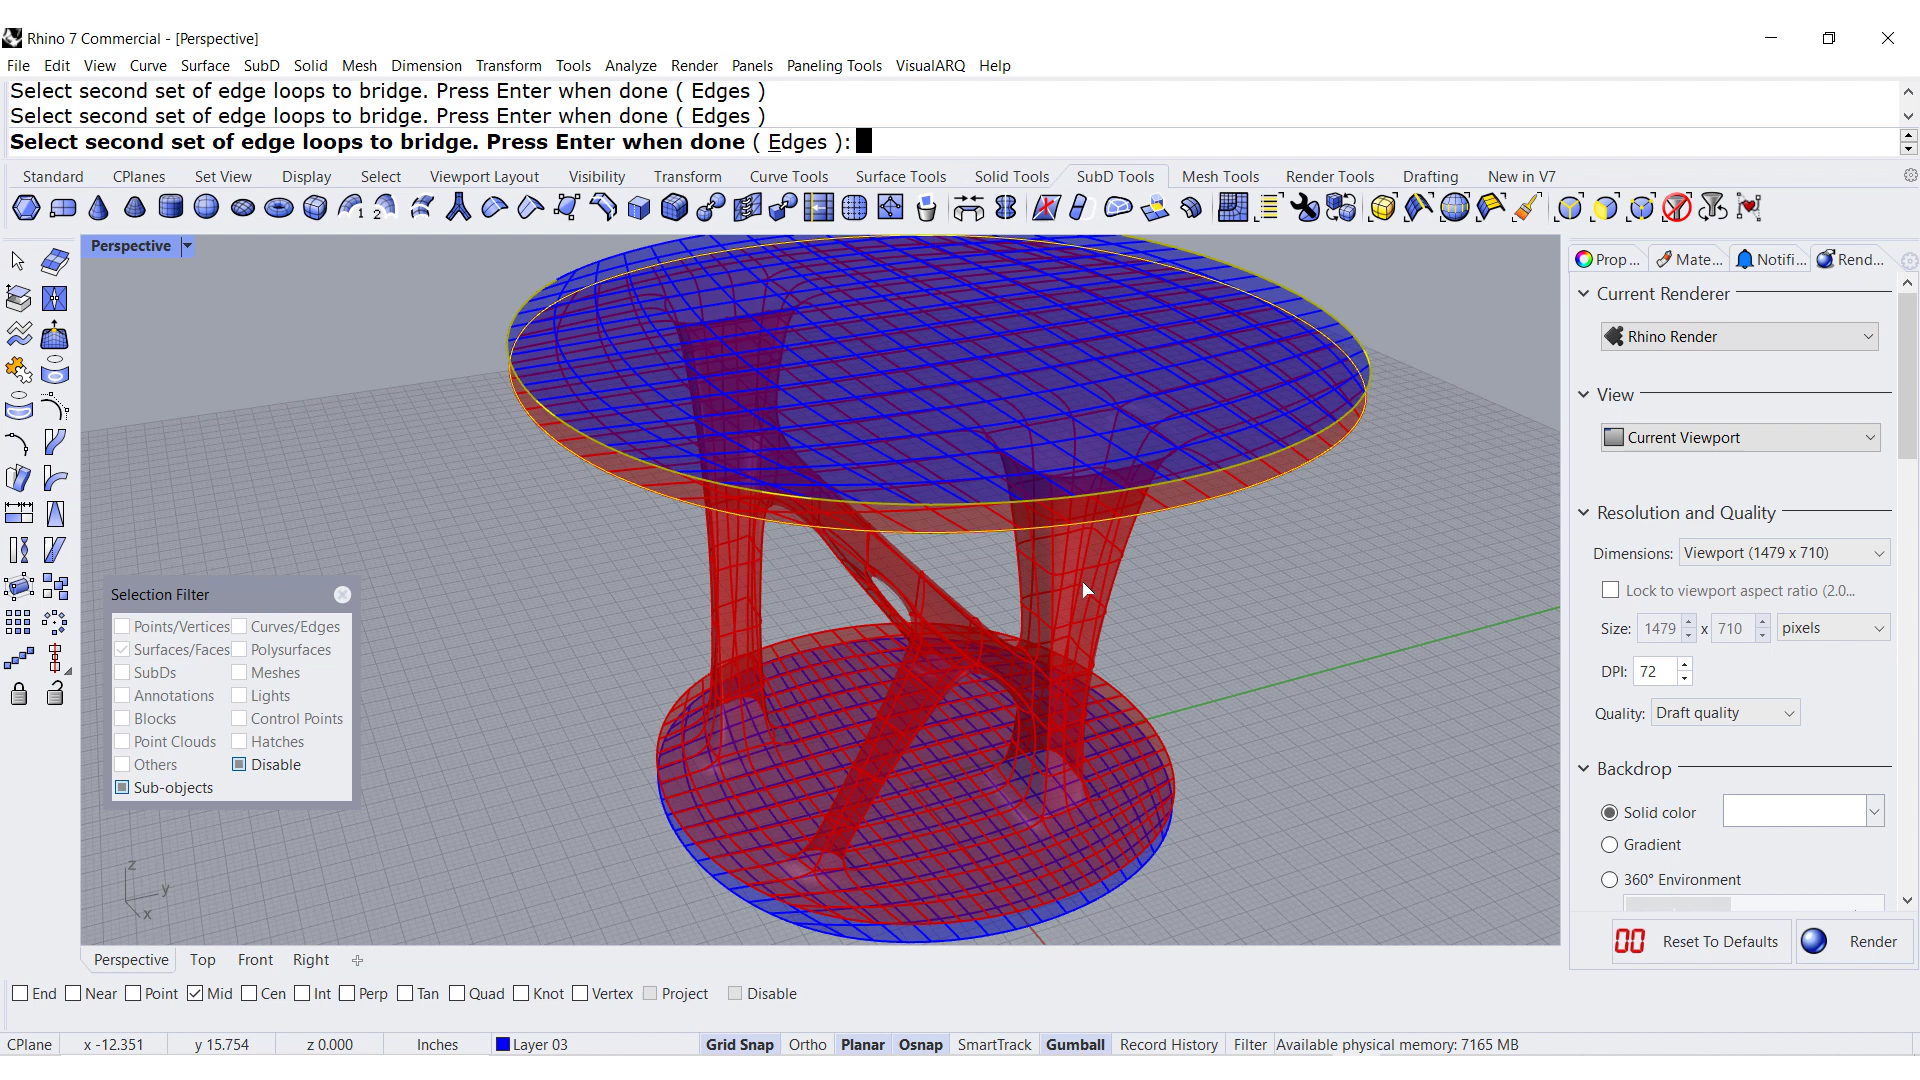 Rhino 7 Commercial - [Perspective]
File Edit View Curve Surface SubD Solid Mesh Dimension Transform Tools Analyze Render Panels Paneling Tools VisualARQ Help
Select second set of edge loops to bridge. Press Enter when done ( Edges )
Select second set of edge loops to bridge. Press Enter when done ( Edges )
Select second set of edge loops to bridge. Press Enter when done ( Edges ):
Standard CPlanes Set View Display Select Viewport Layout Visibility Transform Curve Tools Surface Tools Solid Tools SubD Tools Mesh Tools Render Tools Drafting New in V7
1 2
Perspective
Prop ... Mate... Notifi... Rend...
Current Renderer
Rhino Render
View
Current Viewport
Resolution and Quality
Dimensions: Viewport (1479 x 710)
Lock to viewport aspect ratio (2.0...
Size: 1479 x 710 pixels
DPI: 72
Quality: Draft quality
Backdrop
Solid color
Gradient
360° Environment
Reset To Defaults Render
Selection Filter
Points/Vertices Curves/Edges
Surfaces/Faces Polysurfaces
SubDs Meshes
Annotations Lights
Blocks Control Points
Point Clouds Hatches
Others Disable
Sub-objects
z
y
x
Perspective Top Front Right
End Near Point Mid Cen Int Perp Tan Quad Knot Vertex Project Disable
CPlane x -12.351 y 15.754 z 0.000 Inches Layer 03 Grid Snap Ortho Planar Osnap SmartTrack Gumball Record History Filter Available physical memory: 7165 MB